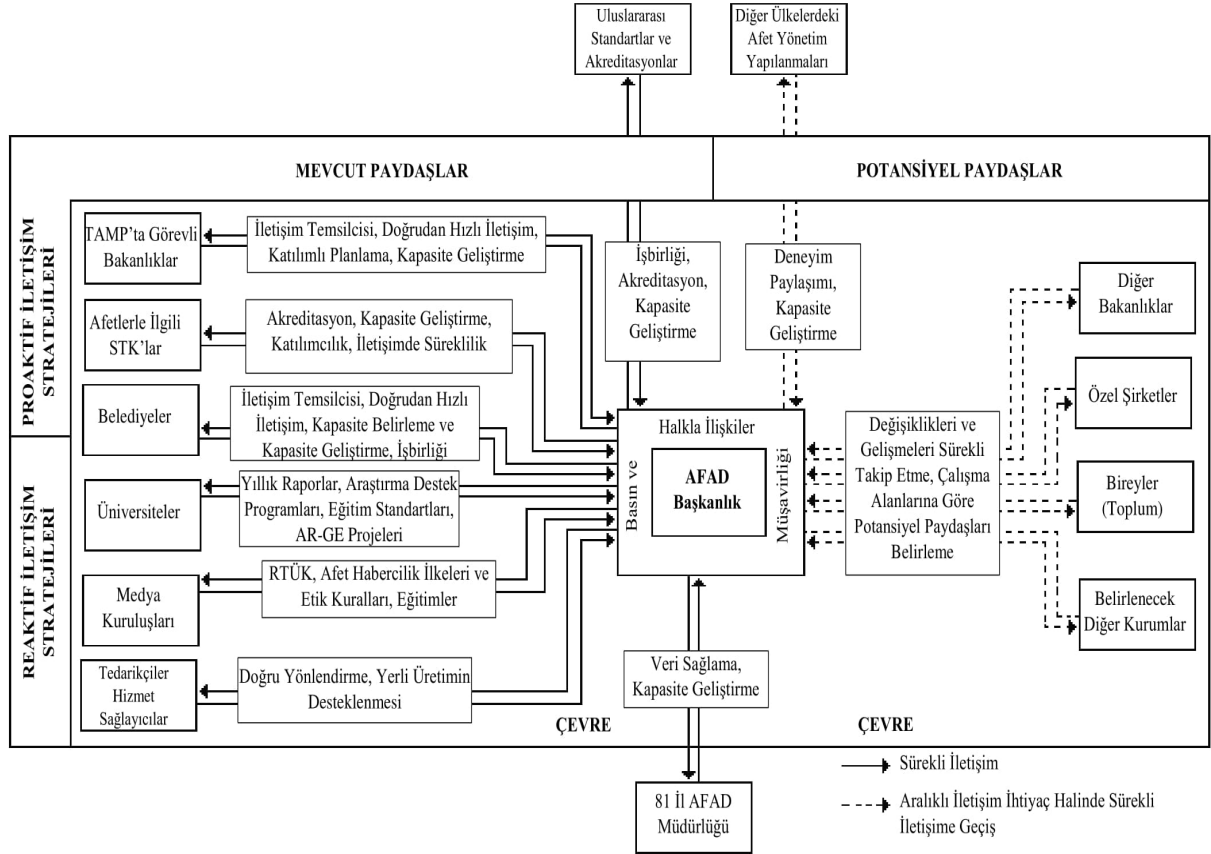 Uluslararası
Standartlar ve
Akreditasyonlar
Diğer Ülkelerdeki
Afet Yönetim
Yapılanmaları
MEVCUT PAYDAŞLAR
POTANSİYEL PAYDAŞLAR
PROAKTİF İLETİŞİM
STRATEJİLERİ
REAKTİF İLETİŞİM
STRATEJİLERİ
TAMP’ta Görevli
Bakanlıklar
İletişim Temsilcisi, Doğrudan Hızlı İletişim,
Katılımlı Planlama, Kapasite Geliştirme
Afetlerle İlgili
STK’lar
Akreditasyon, Kapasite Geliştirme,
Katılımcılık, İletişimde Süreklilik
Belediyeler
İletişim Temsilcisi, Doğrudan Hızlı
İletişim, Kapasite Belirleme ve
Kapasite Geliştirme, İşbirliği
Üniversiteler
Yıllık Raporlar, Araştırma Destek
Programları, Eğitim Standartları,
AR-GE Projeleri
Medya
Kuruluşları
RTÜK, Afet Habercilik İlkeleri ve
Etik Kuralları, Eğitimler
Tedarikçiler
Hizmet
Sağlayıcılar
Doğru Yönlendirme, Yerli Üretimin
Desteklenmesi
İşbirliği,
Akreditasyon,
Kapasite
Geliştirme
Deneyim
Paylaşımı,
Kapasite
Geliştirme
Basın ve
Halkla İlişkiler
Müşavirliği
AFAD
Başkanlık
Değişiklikleri ve
Gelişmeleri Sürekli
Takip Etme, Çalışma
Alanlarına Göre
Potansiyel Paydaşları
Belirleme
Diğer
Bakanlıklar
Özel Şirketler
Bireyler
(Toplum)
Belirlenecek
Diğer Kurumlar
Veri Sağlama,
Kapasite Geliştirme
ÇEVRE
ÇEVRE
81 İl AFAD
Müdürlüğü
Sürekli İletişim
Aralıklı İletişim İhtiyaç Halinde Sürekli
İletişime Geçiş